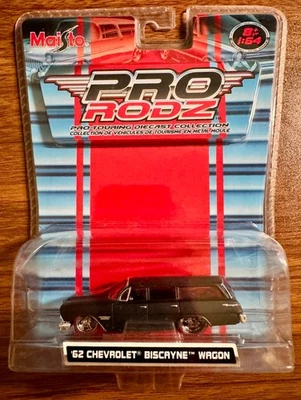 Maisto
8+
1:64
PRO
RODZ
PRO TOURING DIECAST COLLECTION
COLLECTION DE VÉHICULES DE TOURISME EN MÉTAL MOULÉ
'62 CHEVROLET® BISCAYNE™ WAGON